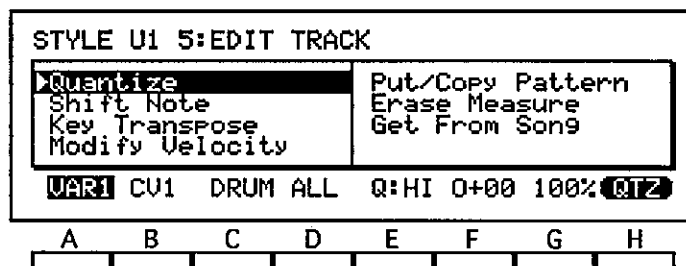 STYLE U1 5:EDIT TRACK
▶Quantize
Shift Note
Key Transpose
Modify Velocity
Put/Copy Pattern
Erase Measure
Get From Song
VAR1 CV1 DRUM ALL Q:HI O+00 100% QTZ
A B C D E F G H